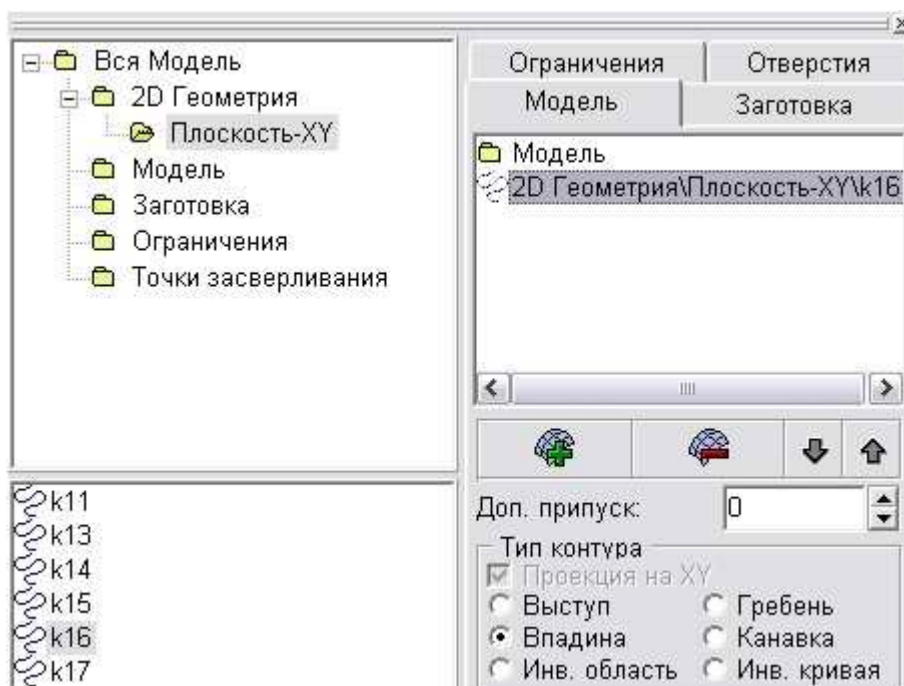 Вся Модель
2D Геометрия
Плоскость-XY
Модель
Заготовка
Ограничения
Точки засверливания
k11
k13
k14
k15
k16
k17
Ограничения
Отверстия
Модель
Заготовка
Модель
2D Геометрия\Плоскость-XY\k16
Доп. припуск: 0
Тип контура
Проекция на XY
Выступ
Гребень
Впадина
Канавка
Инв. область
Инв. кривая